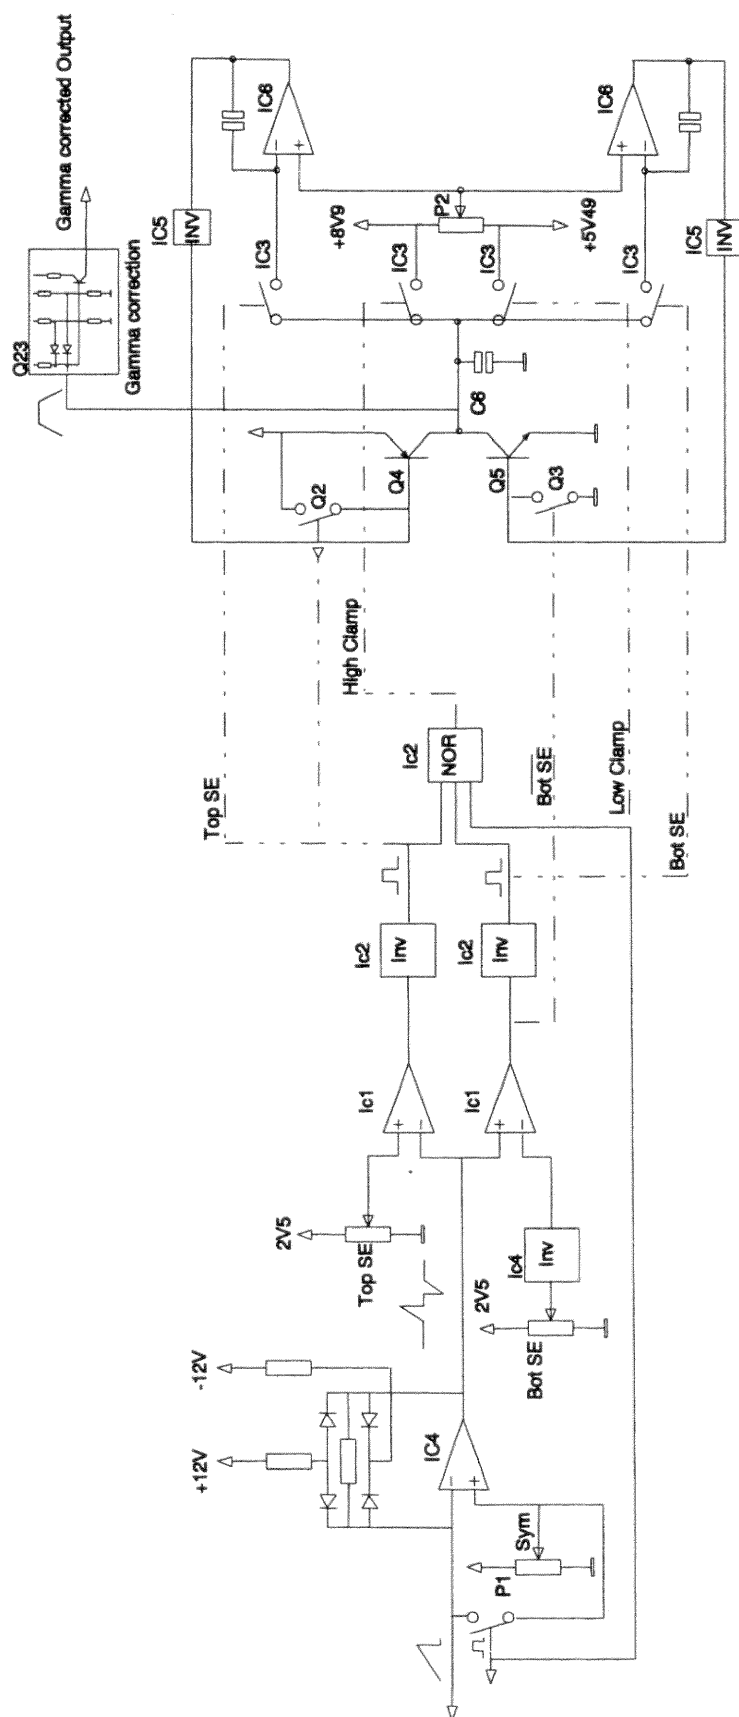 Gamma corrected Output
Q23
Gamma correction
IC5
INV
IC6
IC3
+8V9
P2
IC3
IC3
+5V49
IC3
IC6
IC5
INV
C6
Q4
Q2
Q5
Q3
Top SE
High Clamp
Bot SE
Low Clamp
Bot SE
Ic2
NOR
Ic2
Inv
Ic2
Inv
Ic1
Ic1
2V5
Top SE
2V5
Bot SE
Ic4
Inv
-12V
+12V
IC4
Sym
P1